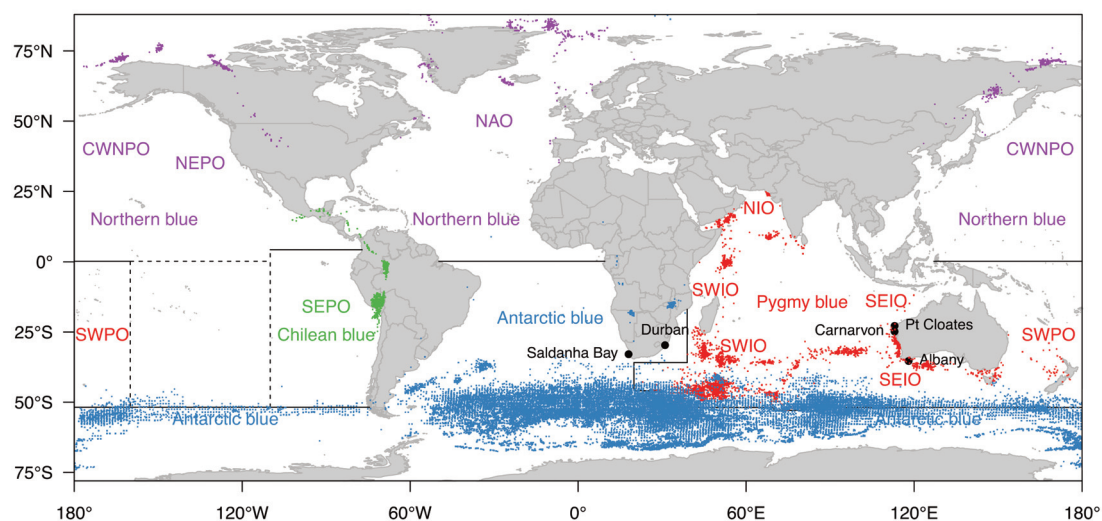 75°N
50°N
25°N
0°
25°S
50°S
75°S
NAO
CWNPO
NEPO
CWNPO
Northern blue
Northern blue
Northern blue
NIO
SWIO
SEPO
Chilean blue
Antarctic blue
Pygmy blue
SEIO
SWPO
Durban
Carnarvon
Pt Cloates
SWPO
Saldanha Bay
SWIO
Albany
SEIO
Antarctic blue
Antarctic blue
180°
120°W
60°W
0°
60°E
120°E
180°